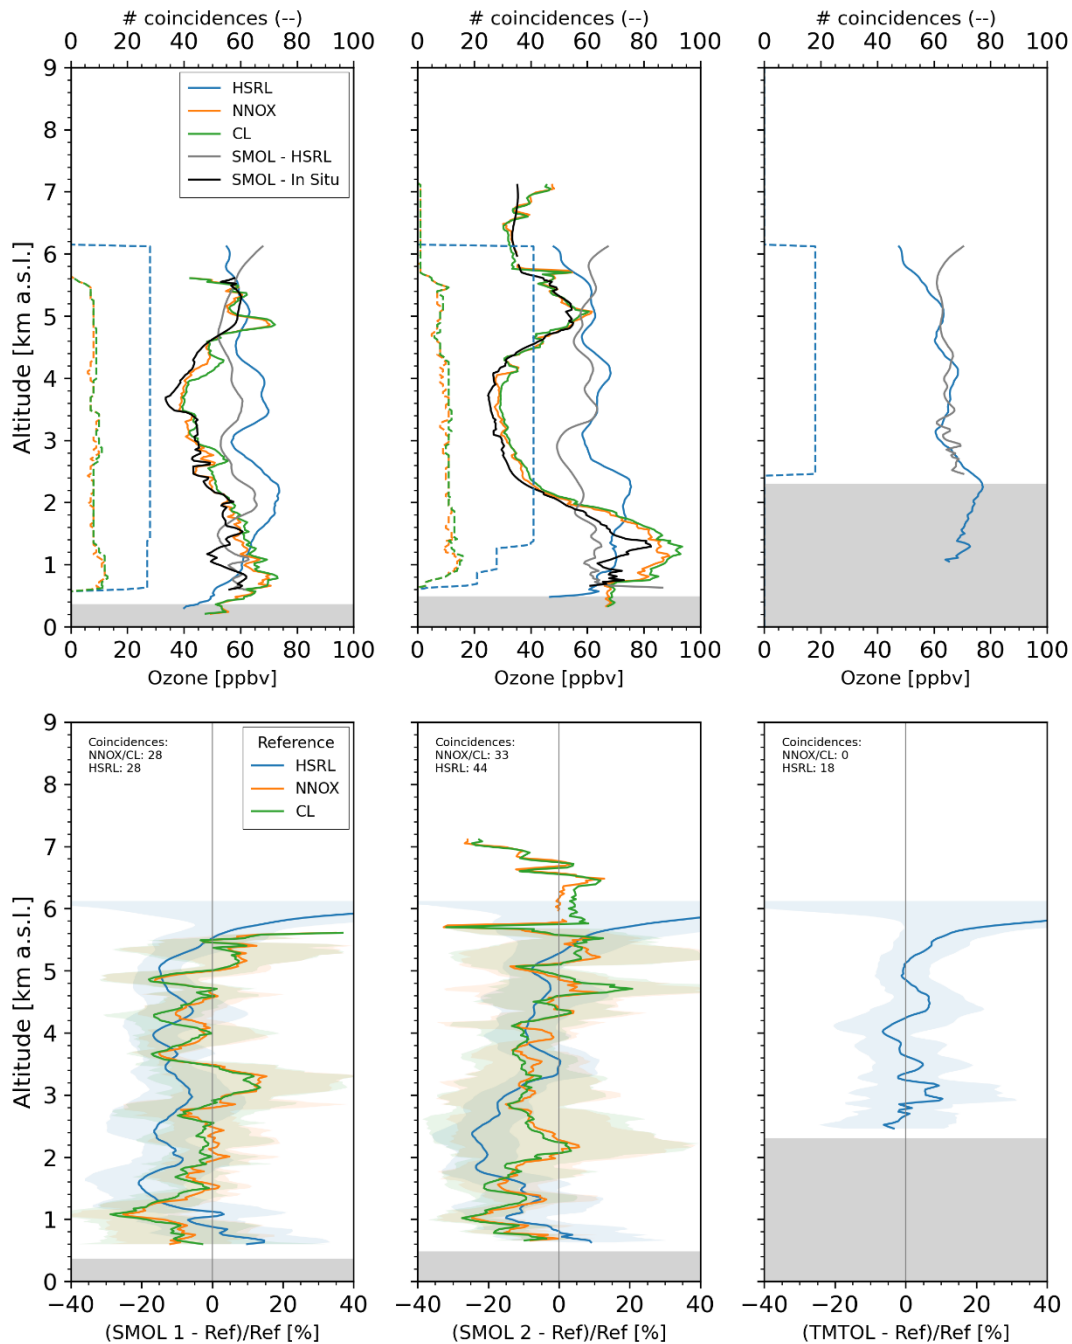 # coincidences (--)
# coincidences (--)
# coincidences (--)
0 20 40 60 80 100
0 20 40 60 80 100
0 20 40 60 80 100
9
8
7
6
5
4
3
2
1
0
Altitude [km a.s.l.]
HSRL
NNOX
CL
SMOL - HSRL
SMOL - In Situ
0 20 40 60 80 100
0 20 40 60 80 100
0 20 40 60 80 100
Ozone [ppbv]
Ozone [ppbv]
Ozone [ppbv]
9
8
7
6
5
4
3
2
1
0
Altitude [km a.s.l.]
Coincidences:
NNOX/CL: 28
HSRL: 28
Reference
HSRL
NNOX
CL
Coincidences:
NNOX/CL: 33
HSRL: 44
Coincidences:
NNOX/CL: 0
HSRL: 18
−40 −20 0 20 40
−40 −20 0 20 40
−40 −20 0 20 40
(SMOL 1 - Ref)/Ref [%]
(SMOL 2 - Ref)/Ref [%]
(TMTOL - Ref)/Ref [%]